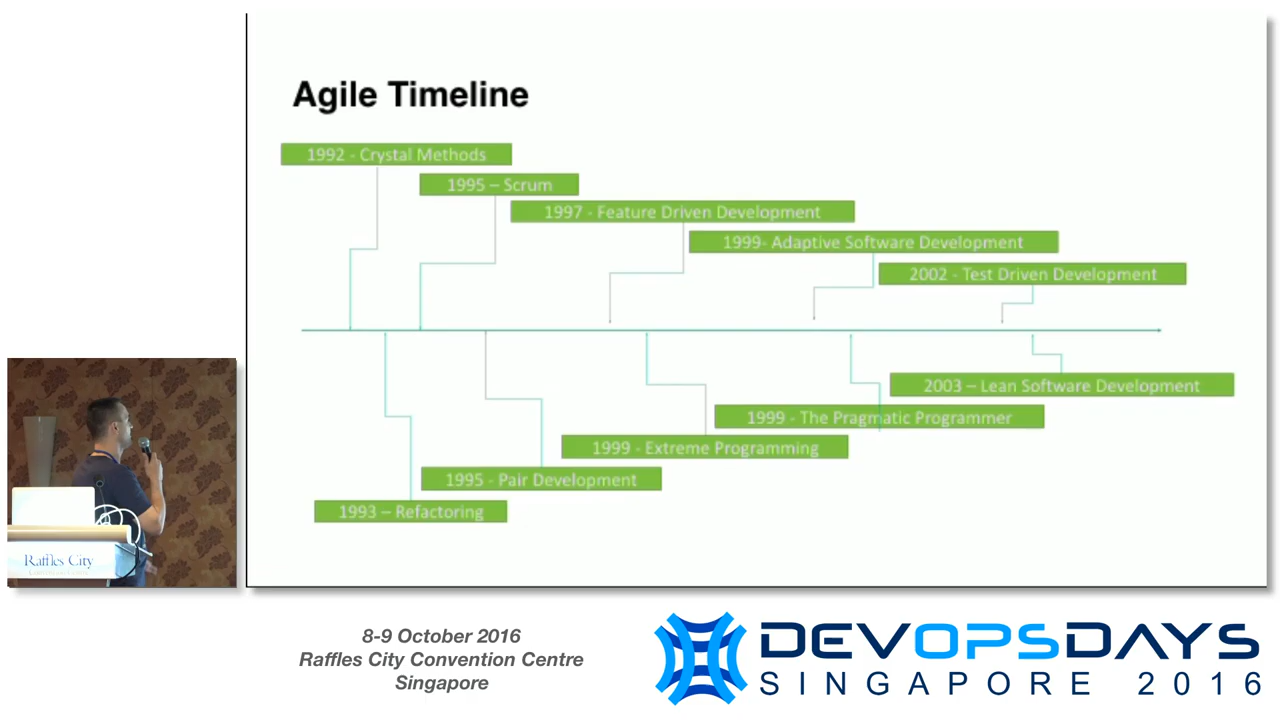 Agile Timeline
1992 - Crystal Methods
1995 – Scrum
1997 - Feature Driven Development
1999- Adaptive Software Development
2002 - Test Driven Development
2003 – Lean Software Development
1999 - The Pragmatic Programmer
1999 - Extreme Programming
1995 - Pair Development
1993 – Refactoring
Raffles City
8-9 October 2016
Raffles City Convention Centre
Singapore
DEVOPSDAYS
SINGAPORE 2016